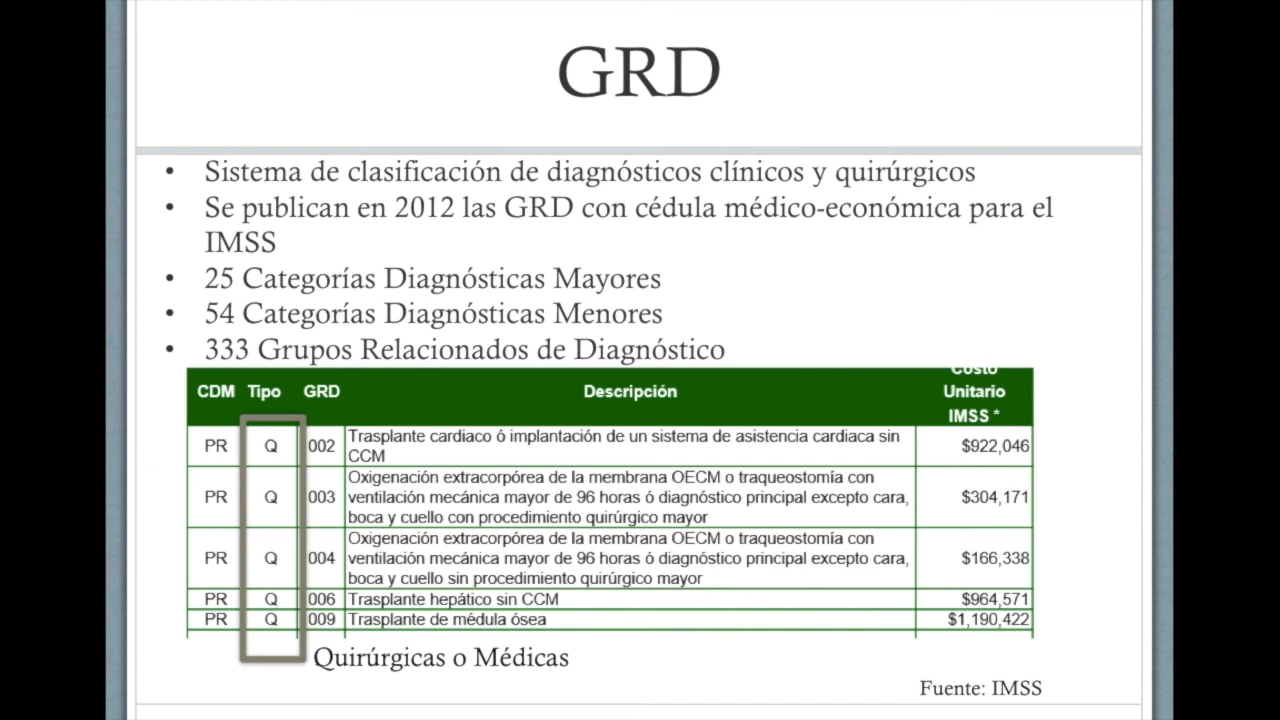 GRD
• Sistema de clasificación de diagnósticos clínicos y quirúrgicos
• Se publican en 2012 las GRD con cédula médico-económica para el
IMSS
• 25 Categorías Diagnósticas Mayores
• 54 Categorías Diagnósticas Menores
• 333 Grupos Relacionados de Diagnóstico
CDM Tipo GRD Descripción Costo
Unitario
IMSS *
PR Q 002 Trasplante cardiaco ó implantación de un sistema de asistencia cardiaca sin
CCM $922,046
PR Q 003 Oxigenación extracorpórea de la membrana OECM o traqueostomía con
ventilación mecánica mayor de 96 horas ó diagnóstico principal excepto cara,
boca y cuello con procedimiento quirúrgico mayor $304,171
PR Q 004 Oxigenación extracorpórea de la membrana OECM o traqueostomía con
ventilación mecánica mayor de 96 horas ó diagnóstico principal excepto cara,
boca y cuello sin procedimiento quirúrgico mayor $166,338
PR Q 006 Trasplante hepático sin CCM $964,571
PR Q 009 Trasplante de médula ósea $1,190,422
Quirúrgicas o Médicas
Fuente: IMSS